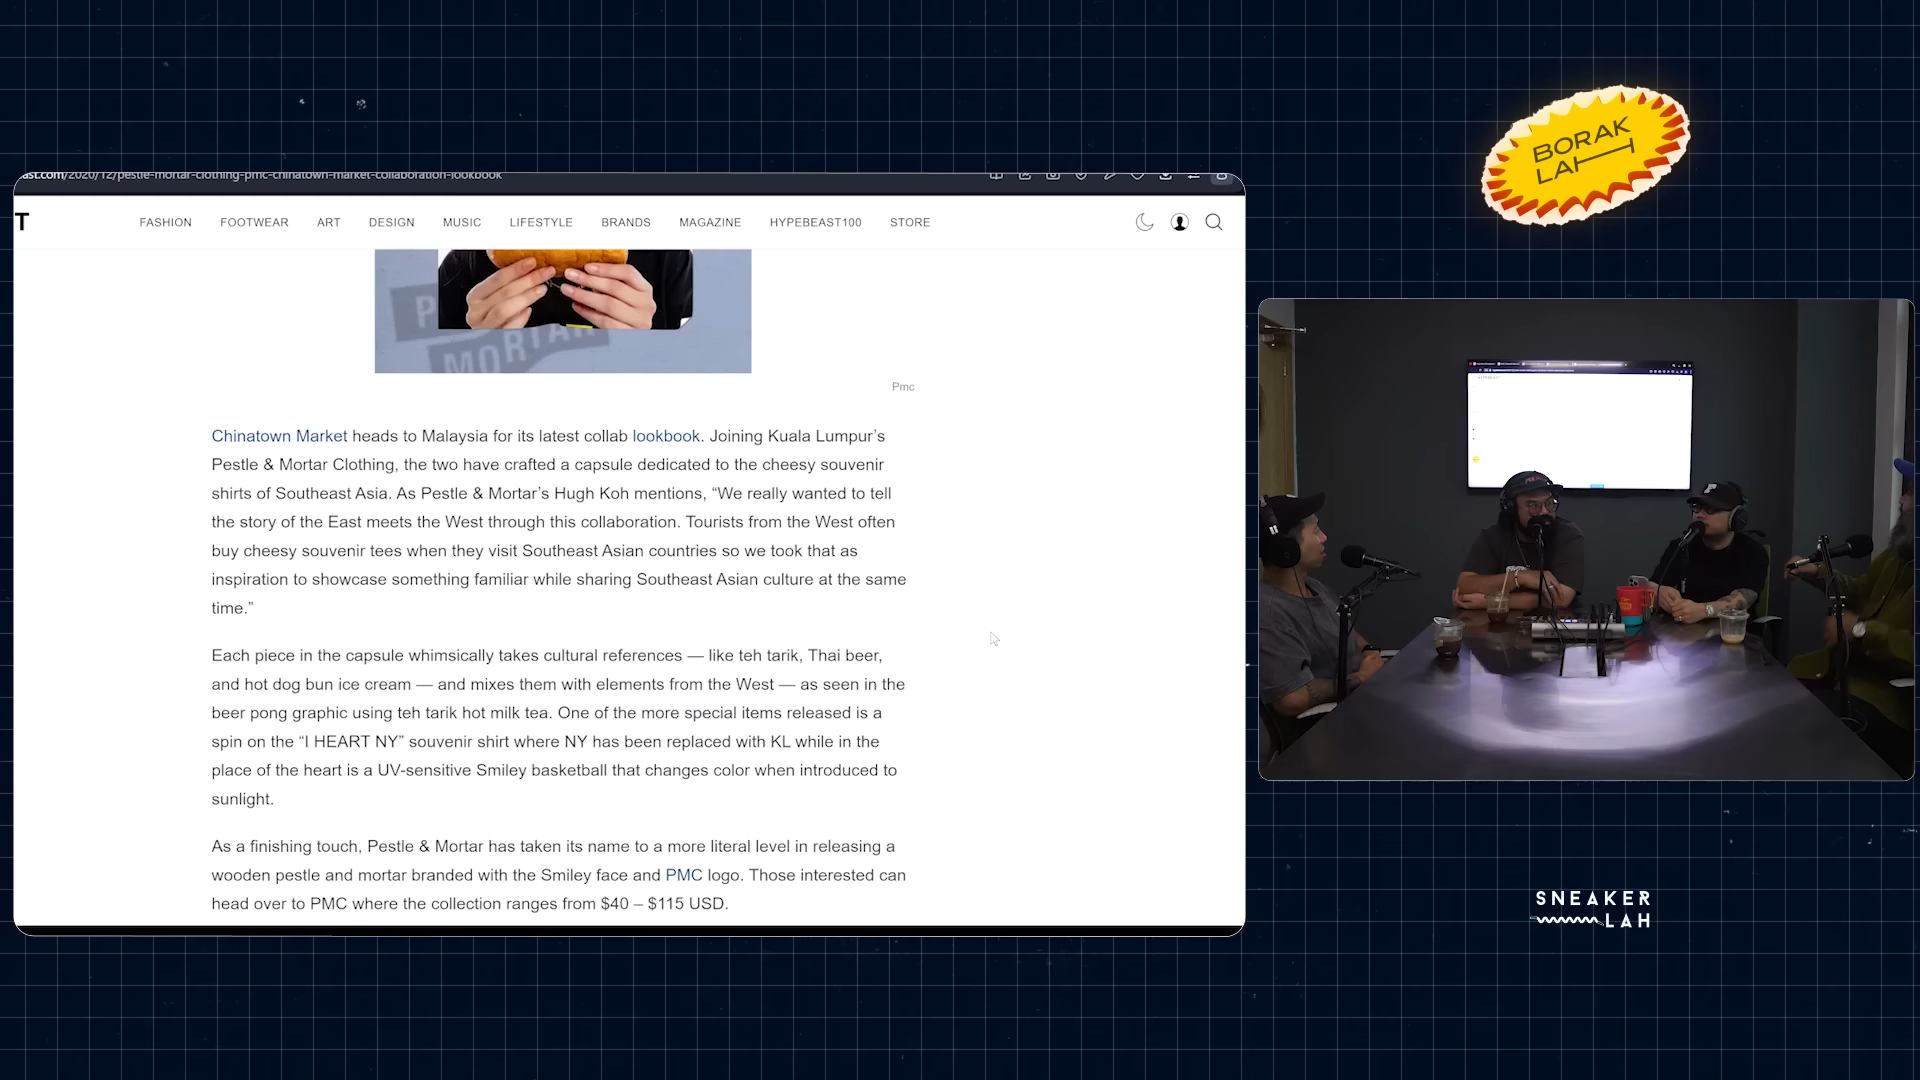 ast.com/2020/12/pestle-mortar-clothing-pmc-chinatown-market-collaboration-lookbook
T
FASHION FOOTWEAR ART DESIGN MUSIC LIFESTYLE BRANDS MAGAZINE HYPEBEAST100 STORE
P
MORTAR
Pmc
Chinatown Market heads to Malaysia for its latest collab lookbook. Joining Kuala Lumpur’s
Pestle & Mortar Clothing, the two have crafted a capsule dedicated to the cheesy souvenir
shirts of Southeast Asia. As Pestle & Mortar’s Hugh Koh mentions, “We really wanted to tell
the story of the East meets the West through this collaboration. Tourists from the West often
buy cheesy souvenir tees when they visit Southeast Asian countries so we took that as
inspiration to showcase something familiar while sharing Southeast Asian culture at the same
time.”
Each piece in the capsule whimsically takes cultural references — like teh tarik, Thai beer,
and hot dog bun ice cream — and mixes them with elements from the West — as seen in the
beer pong graphic using teh tarik hot milk tea. One of the more special items released is a
spin on the “I HEART NY” souvenir shirt where NY has been replaced with KL while in the
place of the heart is a UV-sensitive Smiley basketball that changes color when introduced to
sunlight.
As a finishing touch, Pestle & Mortar has taken its name to a more literal level in releasing a
wooden pestle and mortar branded with the Smiley face and PMC logo. Those interested can
head over to PMC where the collection ranges from $40 – $115 USD.
BORAK
LAH
SNEAKER
LAH